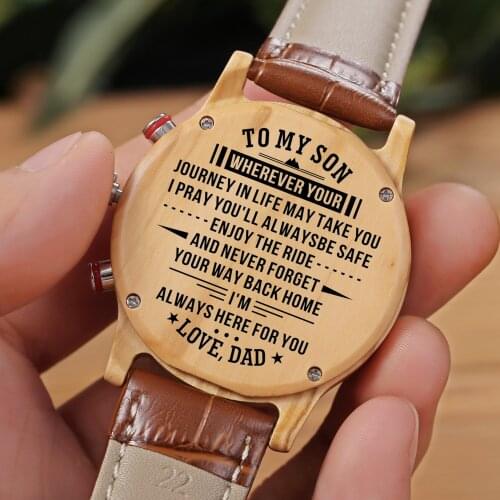 TO MY SON
WHEREVER YOUR
JOURNEY IN LIFE MAY TAKE YOU
I PRAY YOU'LL ALWAYSBE SAFE
ENJOY THE RIDE
AND NEVER FORGET
YOUR WAY BACK HOME
I'M
ALWAYS HERE FOR YOU
LOVE, DAD
22